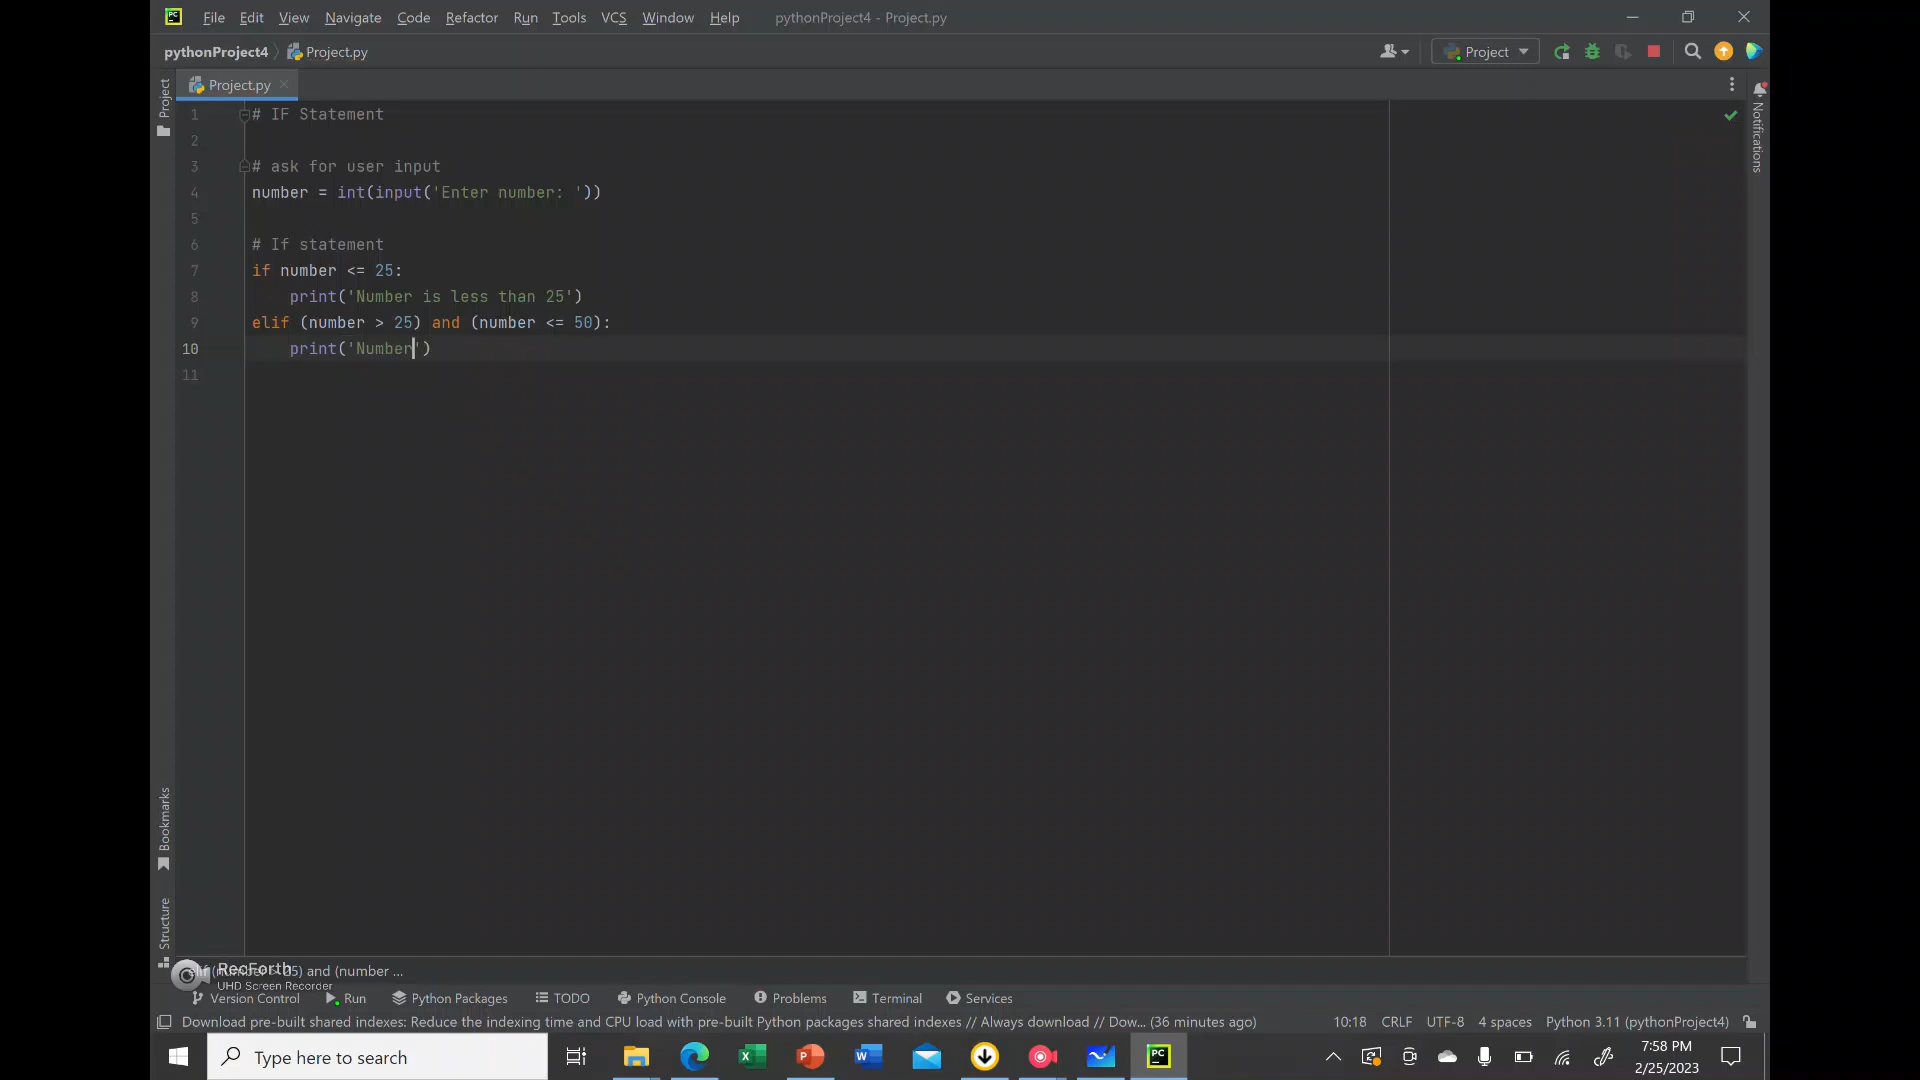 File Edit View Navigate Code Refactor Run Tools VCS Window Help pythonProject4 - Project.py
pythonProject4 Project.py Project
Project.py
Project
Notifications
1 # IF Statement
2
3 # ask for user input
4 number = int(input('Enter number: '))
5
6 # If statement
7 if number <= 25:
8 print('Number is less than 25')
9 elif (number > 25) and (number <= 50):
10 print('Number')
11
Bookmarks
Structure
elif (number > 25) and (number ...
RecForth
UHD Screen Recorder
Version Control Run Python Packages TODO Python Console Problems Terminal Services
Download pre-built shared indexes: Reduce the indexing time and CPU load with pre-built Python packages shared indexes // Always download // Dow... (36 minutes ago) 10:18 CRLF UTF-8 4 spaces Python 3.11 (pythonProject4)
Type here to search
7:58 PM
2/25/2023